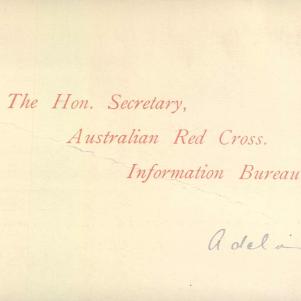 The Hon. Secretary,
Australian Red Cross.
Information Bureau